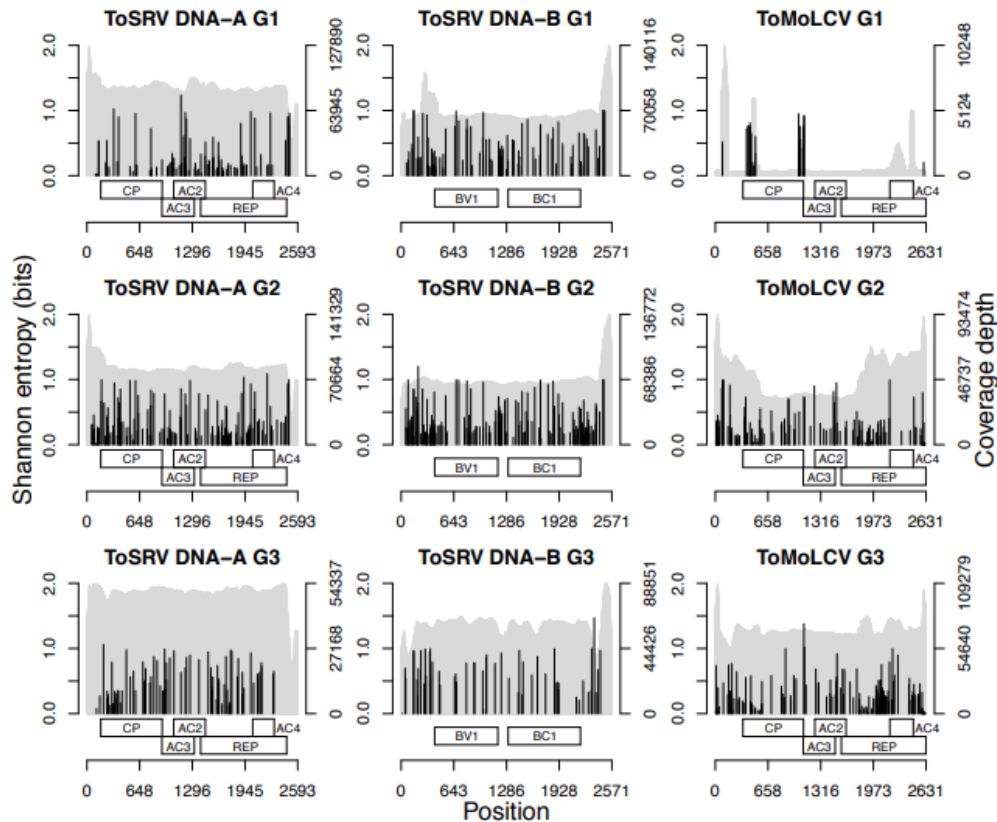 ToSRV DNA−A G1
ToSRV DNA−B G1
ToMoLCV G1
0.0 1.0 2.0
0 63945 127890
0.0 1.0 2.0
0 70058 140116
0.0 1.0 2.0
0 5124 10248
CP AC2 AC4
AC3 REP
BV1 BC1
CP AC2 AC4
AC3 REP
0 648 1296 1945 2593
0 643 1286 1928 2571
0 658 1316 1973 2631
Shannon entropy (bits)
ToSRV DNA−A G2
ToSRV DNA−B G2
ToMoLCV G2
0.0 1.0 2.0
0 70664 141329
0.0 1.0 2.0
0 68386 136772
0.0 1.0 2.0
0 46737 93474
Coverage depth
CP AC2 AC4
AC3 REP
BV1 BC1
CP AC2 AC4
AC3 REP
0 648 1296 1945 2593
0 643 1286 1928 2571
0 658 1316 1973 2631
ToSRV DNA−A G3
ToSRV DNA−B G3
ToMoLCV G3
0.0 1.0 2.0
0 27168 54337
0.0 1.0 2.0
0 44426 88851
0.0 1.0 2.0
0 54640 109279
CP AC2 AC4
AC3 REP
BV1 BC1
CP AC2 AC4
AC3 REP
0 648 1296 1945 2593
0 643 1286 1928 2571
0 658 1316 1973 2631
Position